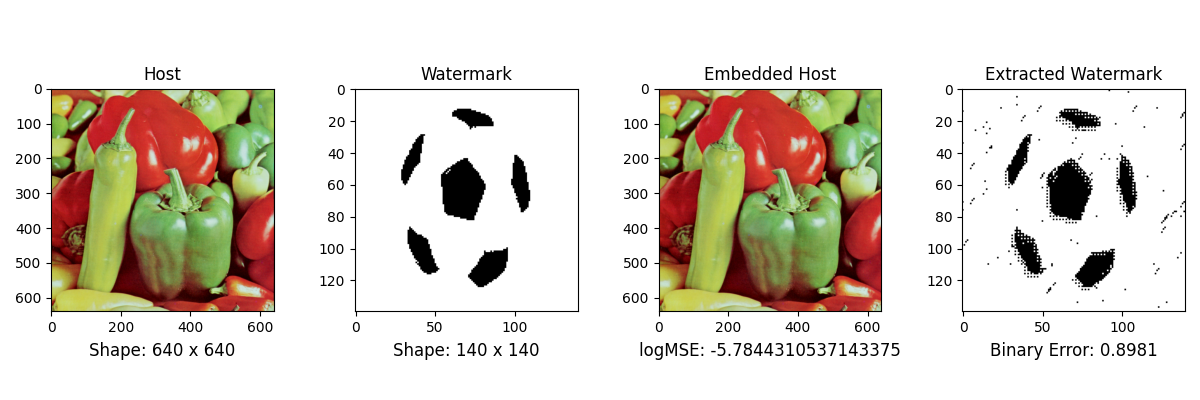 Host
Watermark
Embedded Host
Extracted Watermark
0
100
200
300
400
500
600
0 200 400 600
Shape: 640 x 640
0
20
40
60
80
100
120
0 50 100
Shape: 140 x 140
0
100
200
300
400
500
600
0 200 400 600
logMSE: -5.7844310537143375
0
20
40
60
80
100
120
0 50 100
Binary Error: 0.8981